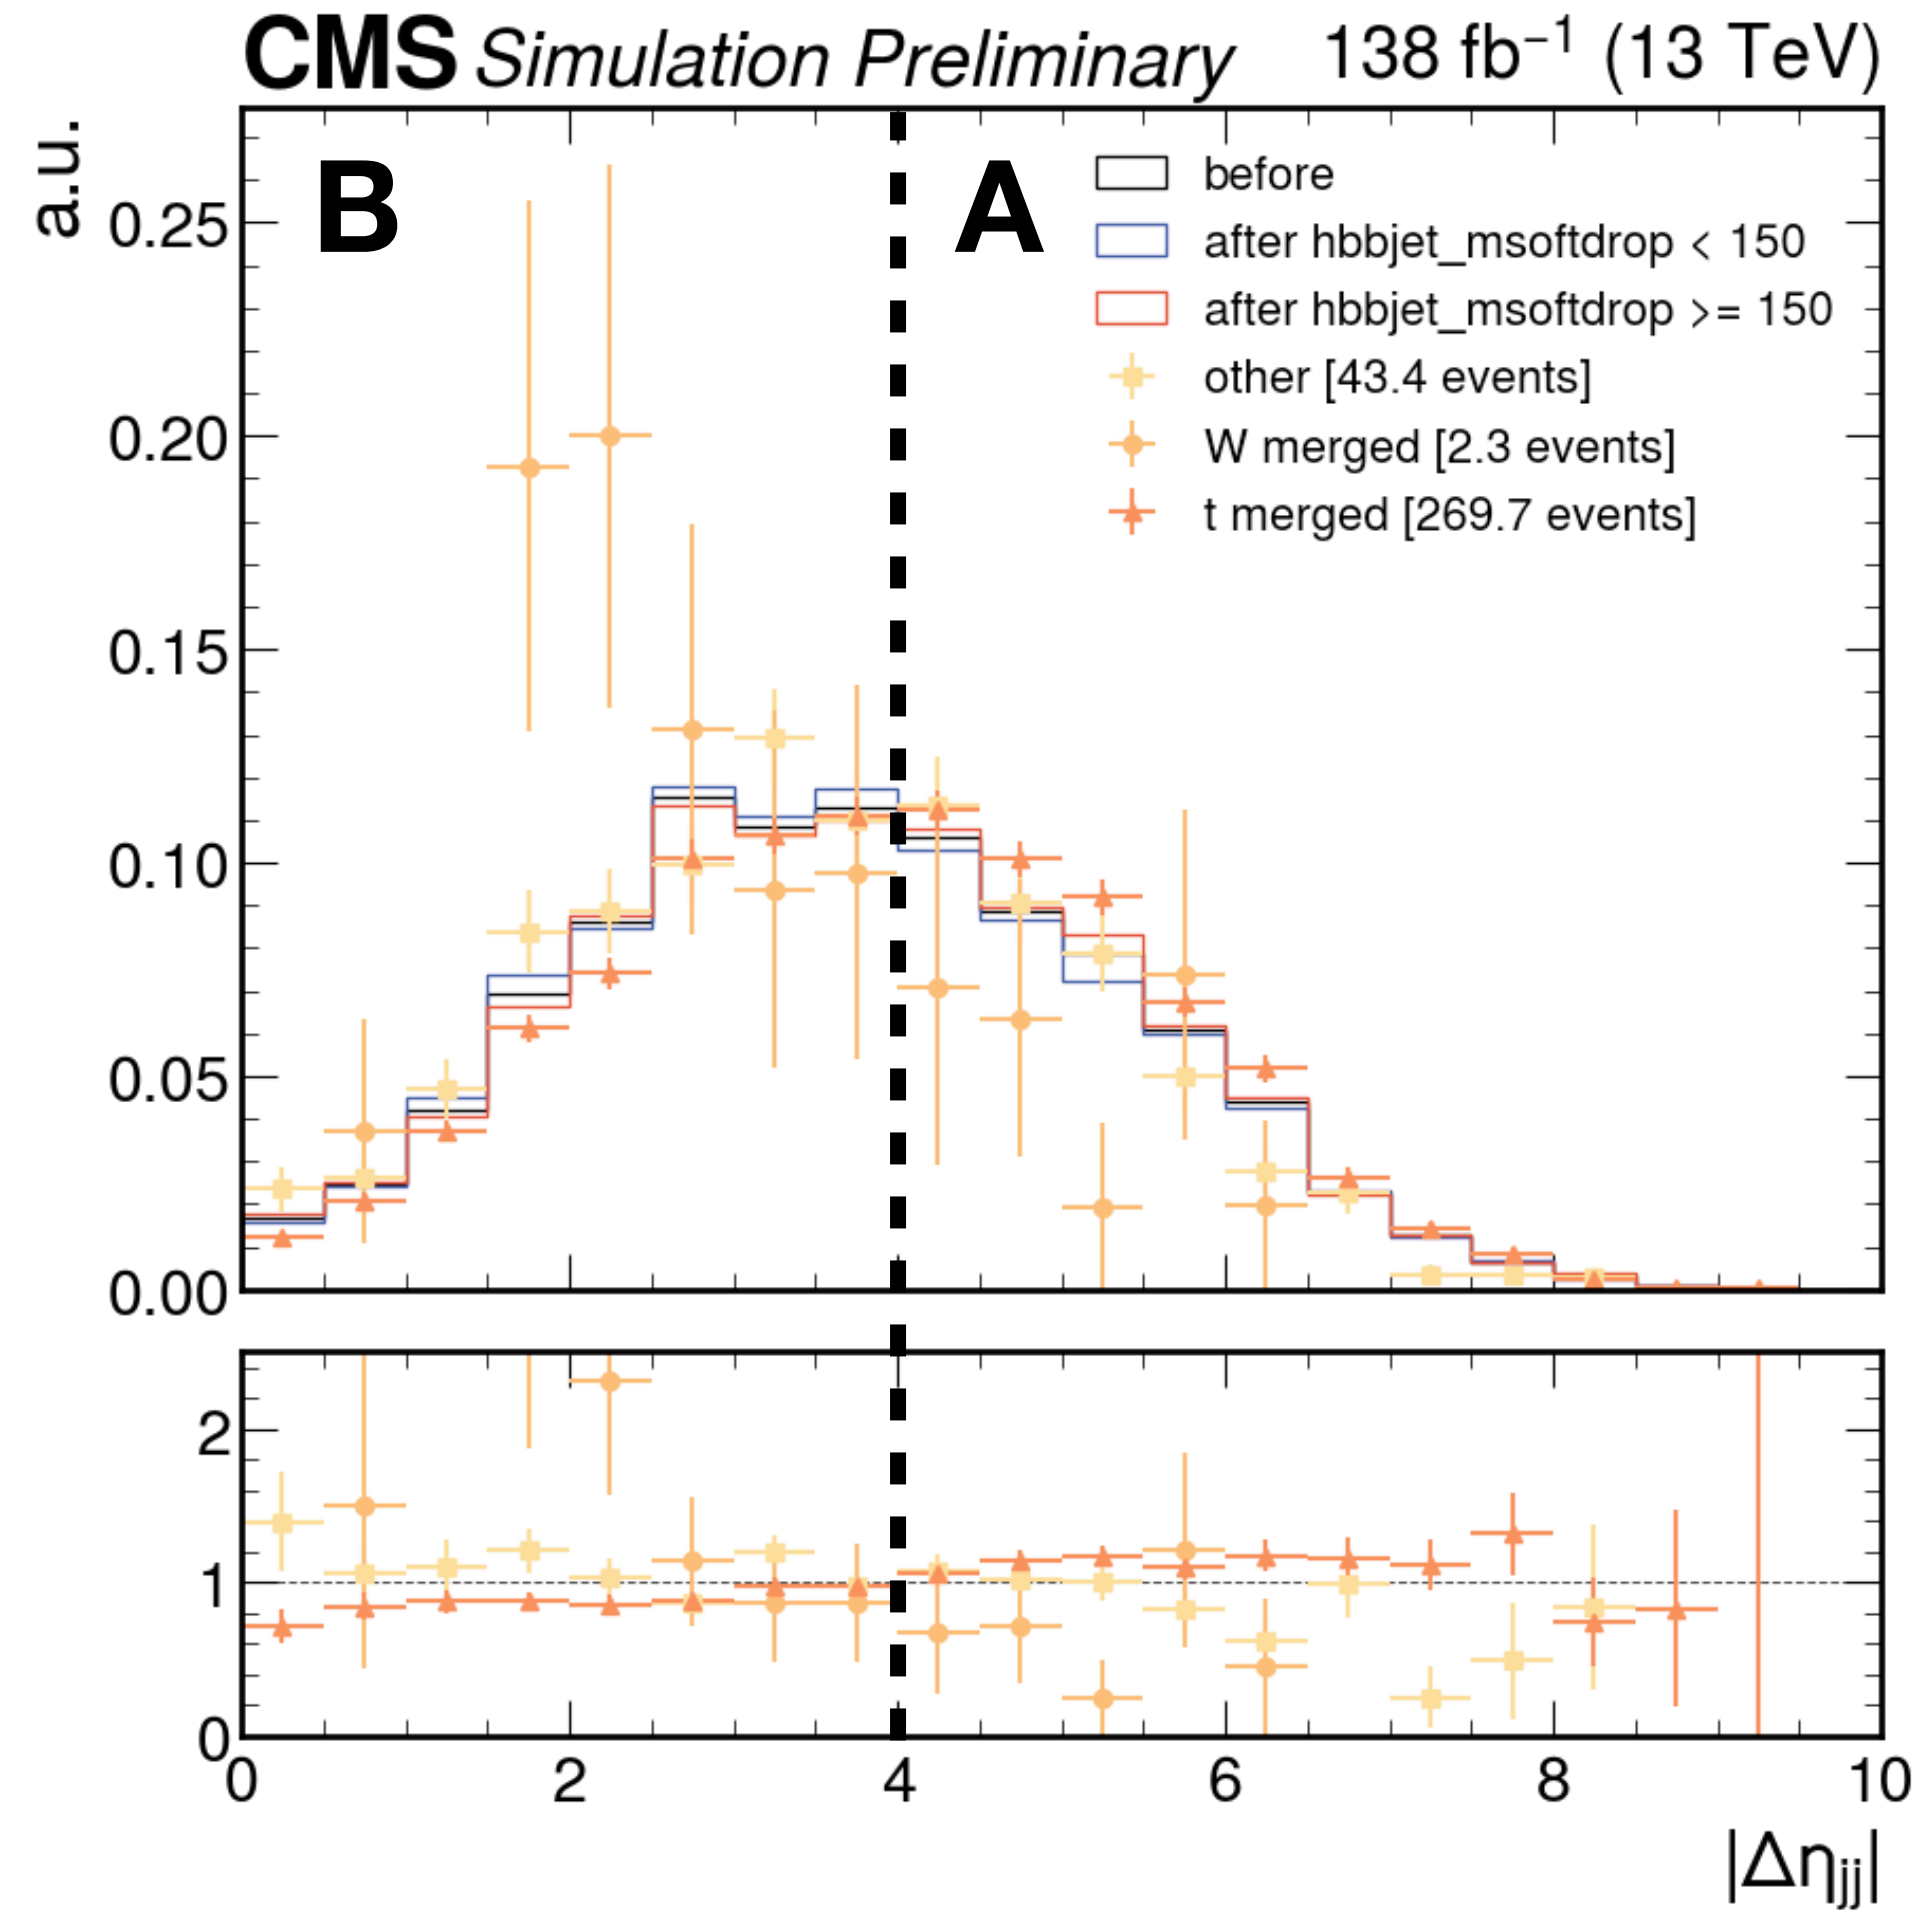 CMS Simulation Preliminary 138 fb⁻¹ (13 TeV)
a.u.
B
A
before
after hbbjet_msoftdrop < 150
after hbbjet_msoftdrop >= 150
other [43.4 events]
W merged [2.3 events]
t merged [269.7 events]
0.25
0.20
0.15
0.10
0.05
0.00
2
1
0
0 2 4 6 8 10
|Δηjj|